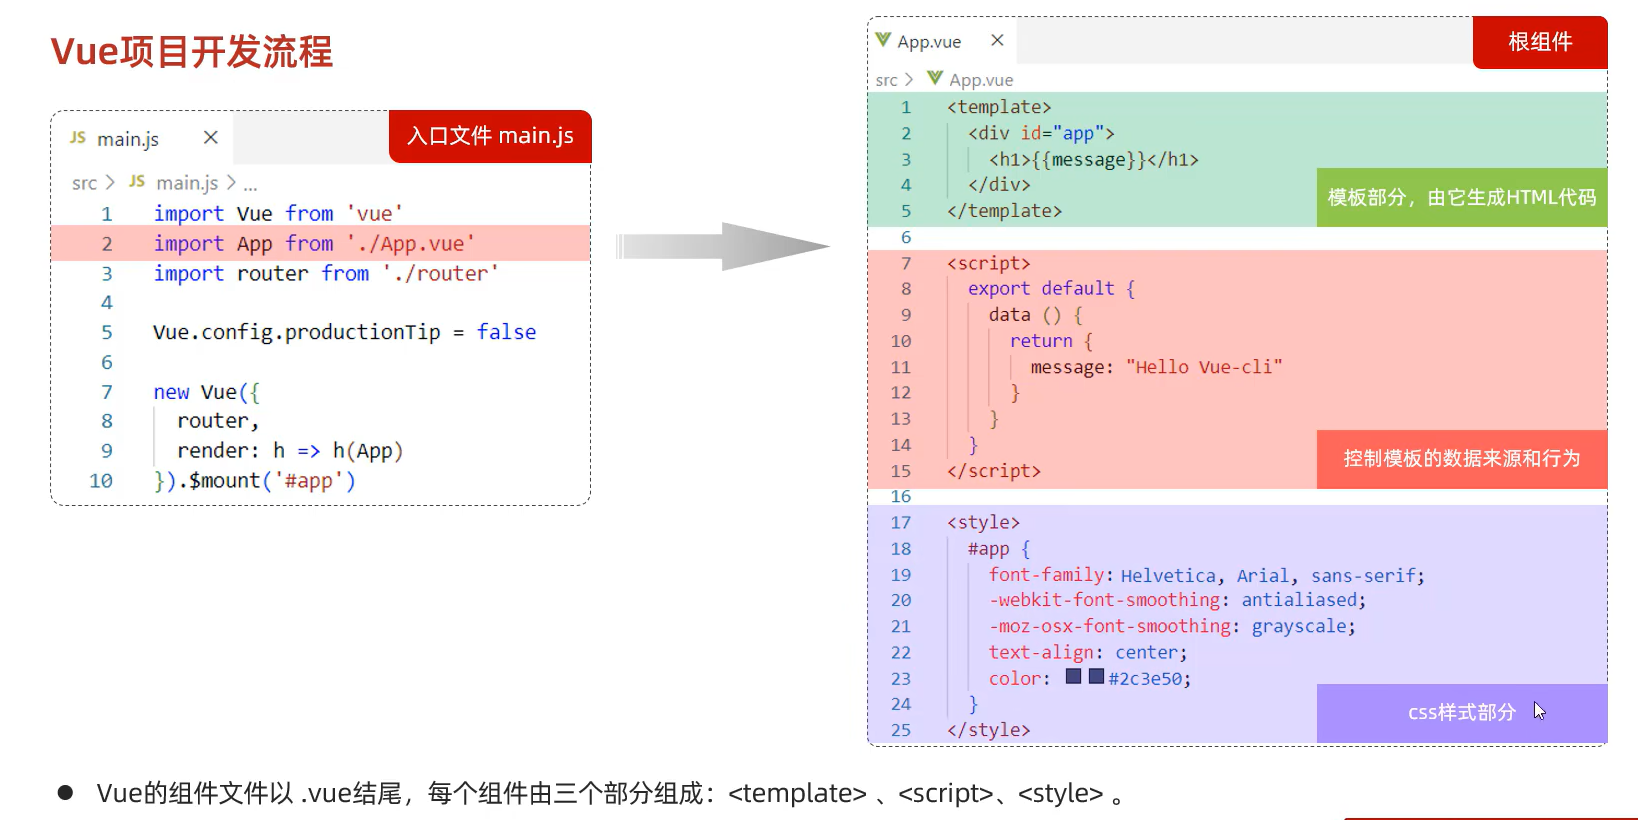 Vue项目开发流程
JS main.js ×
入口文件 main.js
src > JS main.js > ...
1 import Vue from 'vue'
2 import App from './App.vue'
3 import router from './router'
4
5 Vue.config.productionTip = false
6
7 new Vue({
8 router,
9 render: h => h(App)
10 }).$mount('#app')
App.vue ×
根组件
src > App.vue
1 <template>
2 <div id="app">
3 <h1>{{message}}</h1>
4 </div>
5 </template>
模板部分，由它生成HTML代码
6
7 <script>
8 export default {
9 data () {
10 return {
11 message: "Hello Vue-cli"
12 }
13 }
14 }
15 </script>
控制模板的数据来源和行为
16
17 <style>
18 #app {
19 font-family: Helvetica, Arial, sans-serif;
20 -webkit-font-smoothing: antialiased;
21 -moz-osx-font-smoothing: grayscale;
22 text-align: center;
23 color: #2c3e50;
24 }
25 </style>
css样式部分
● Vue的组件文件以 .vue结尾，每个组件由三个部分组成：<template> 、<script>、<style> 。